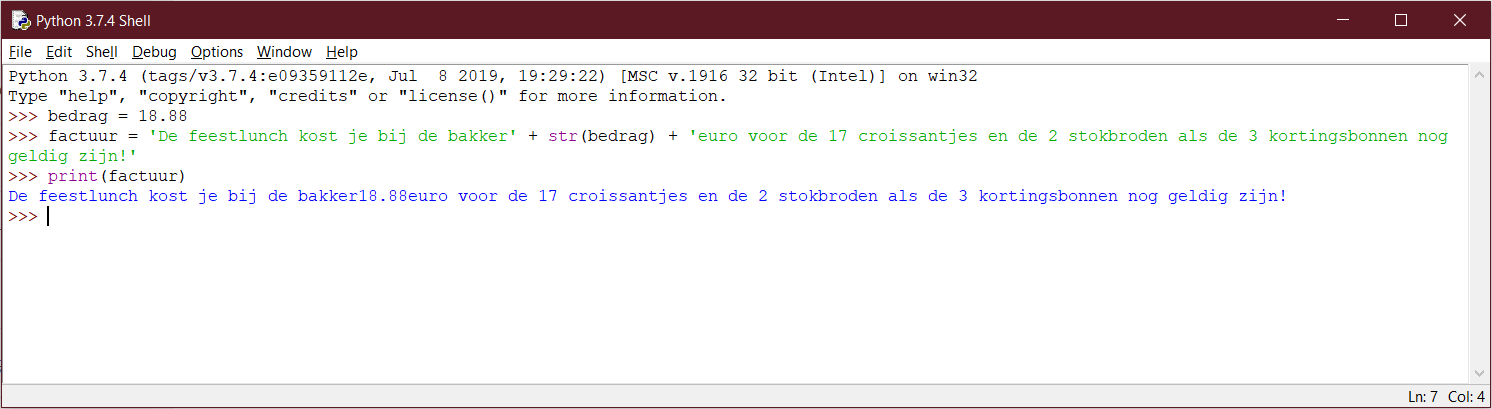 Python 3.7.4 Shell
File Edit Shell Debug Options Window Help
Python 3.7.4 (tags/v3.7.4:e09359112e, Jul  8 2019, 19:29:22) [MSC v.1916 32 bit (Intel)] on win32
Type "help", "copyright", "credits" or "license()" for more information.
>>> bedrag = 18.88
>>> factuur = 'De feestlunch kost je bij de bakker' + str(bedrag) + 'euro voor de 17 croissantjes en de 2 stokbroden als de 3 kortingsbonnen nog
geldig zijn!'
>>> print(factuur)
De feestlunch kost je bij de bakker18.88euro voor de 17 croissantjes en de 2 stokbroden als de 3 kortingsbonnen nog geldig zijn!
>>>
Ln: 7 Col: 4